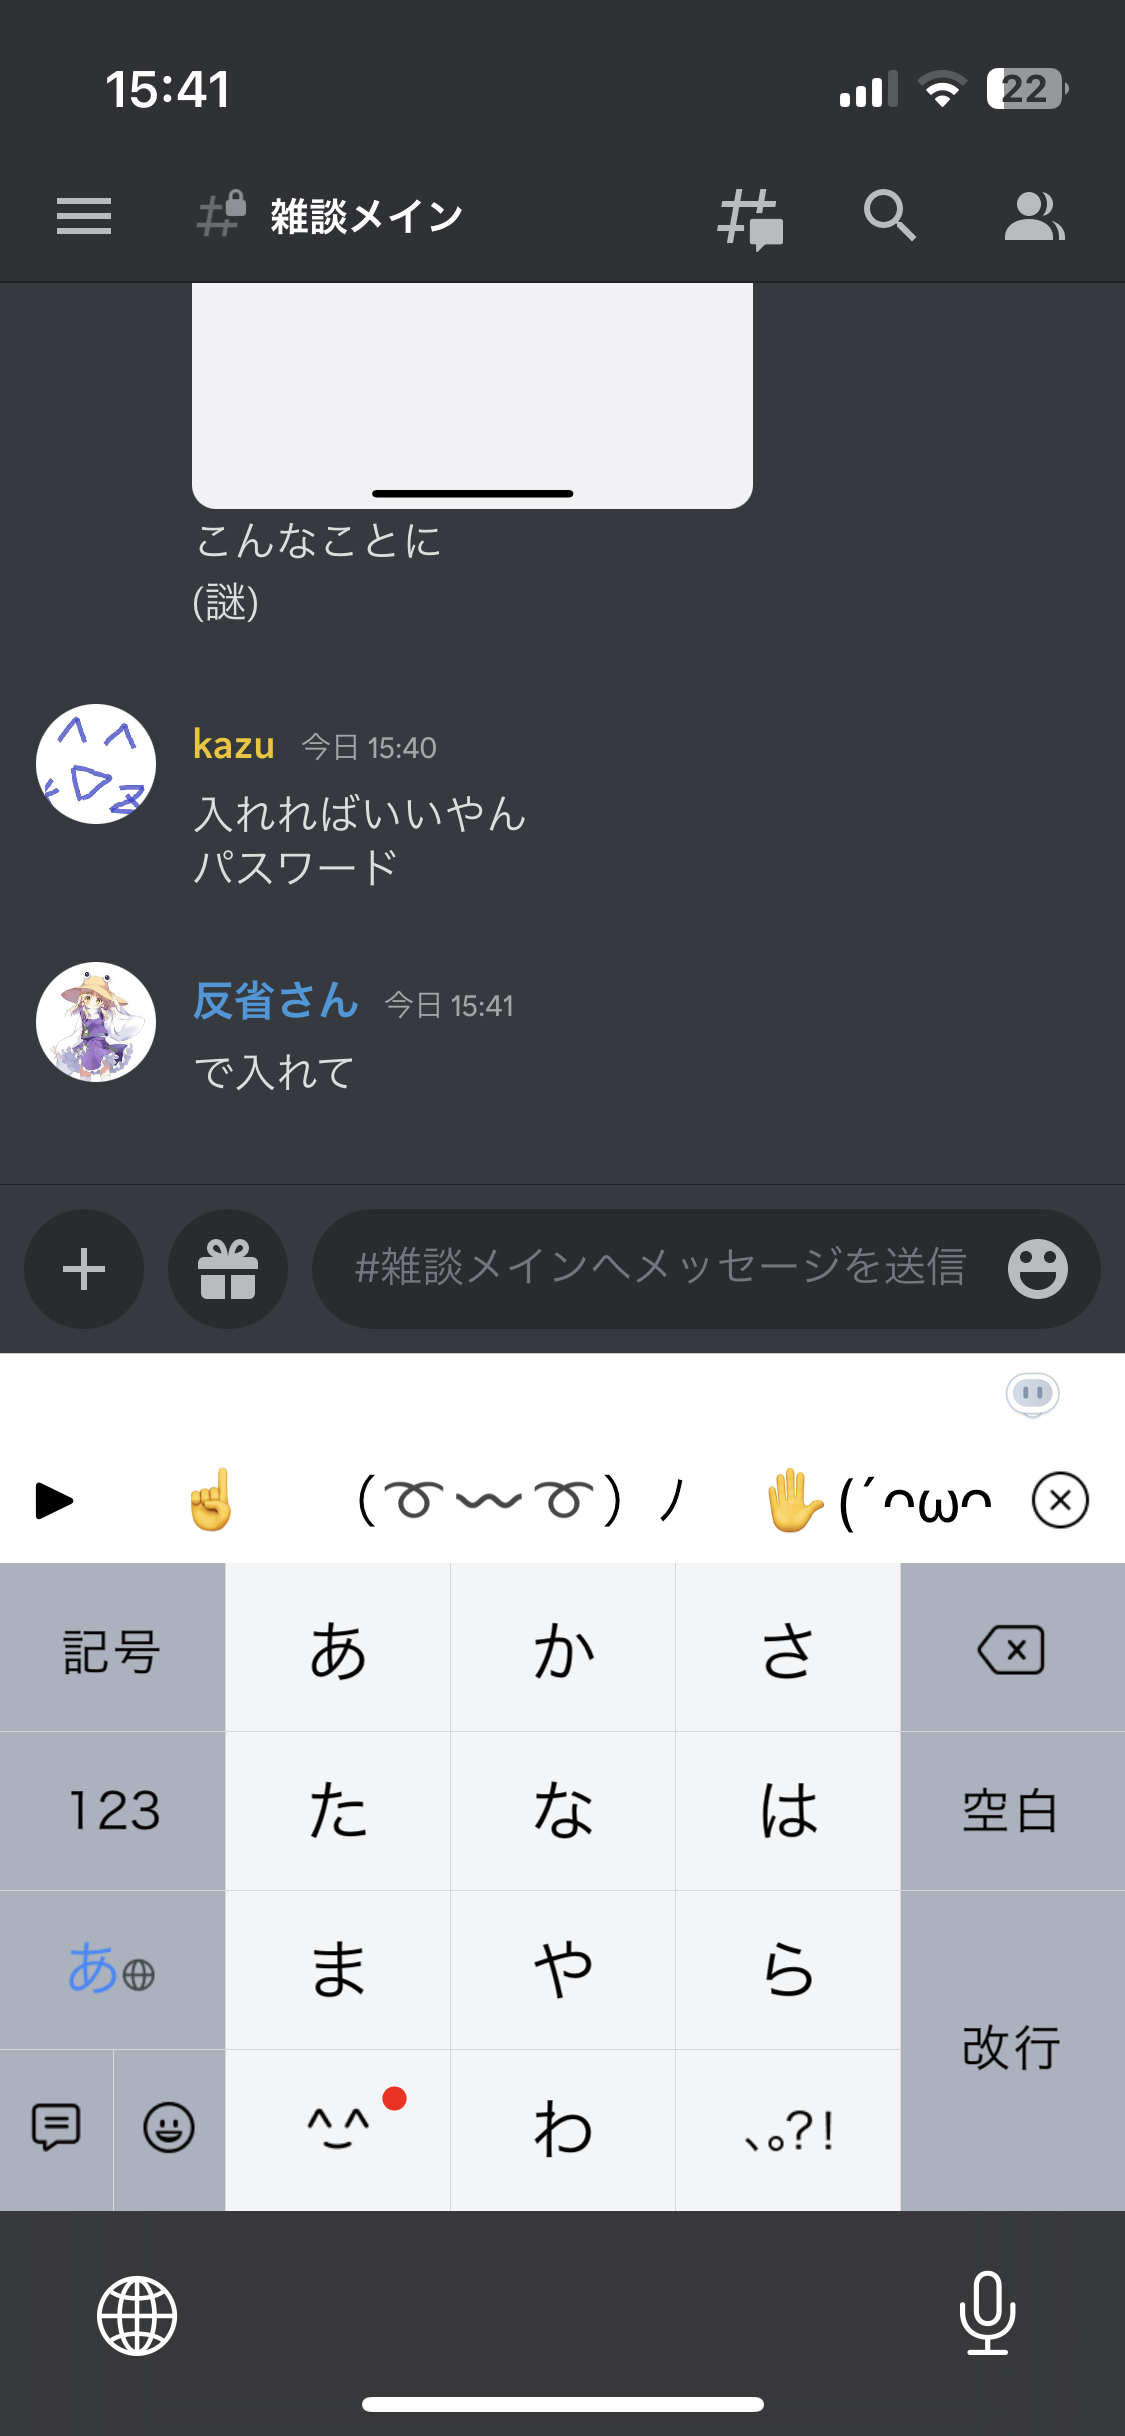 15:41
22
雑談メイン
こんなことに
(謎)
kazu 今日 15:40
入れればいいやん
パスワード
反省さん 今日 15:41
で入れて
#雑談メインへメッセージを送信
▶ ☝ (➰〰➰)ノ ✋(´ᴖωᴖ
記号 あ か さ
123 た な は 空白
あ ま や ら
改行
^_^ わ 、。?!